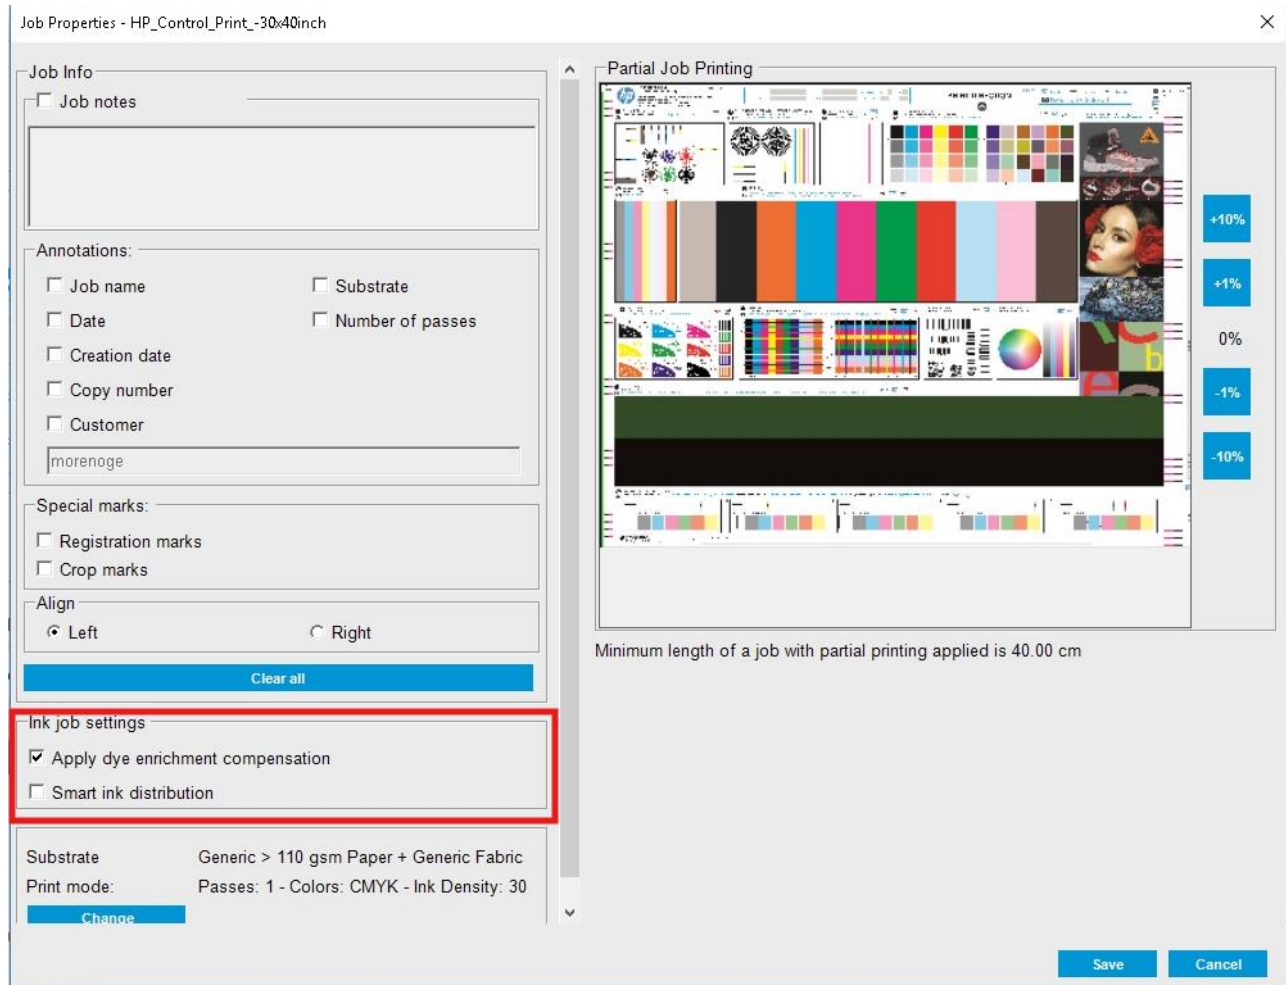 Job Properties - HP_Control_Print_-30x40inch
Job Info
Job notes
Annotations:
Job name
Substrate
Date
Number of passes
Creation date
Copy number
Customer
morenoge
Special marks:
Registration marks
Crop marks
Align
Left
Right
Clear all
Ink job settings
Apply dye enrichment compensation
Smart ink distribution
Substrate Generic > 110 gsm Paper + Generic Fabric
Print mode: Passes: 1 - Colors: CMYK - Ink Density: 30
Change
Partial Job Printing
+10%
+1%
0%
-1%
-10%
Minimum length of a job with partial printing applied is 40.00 cm
Save
Cancel